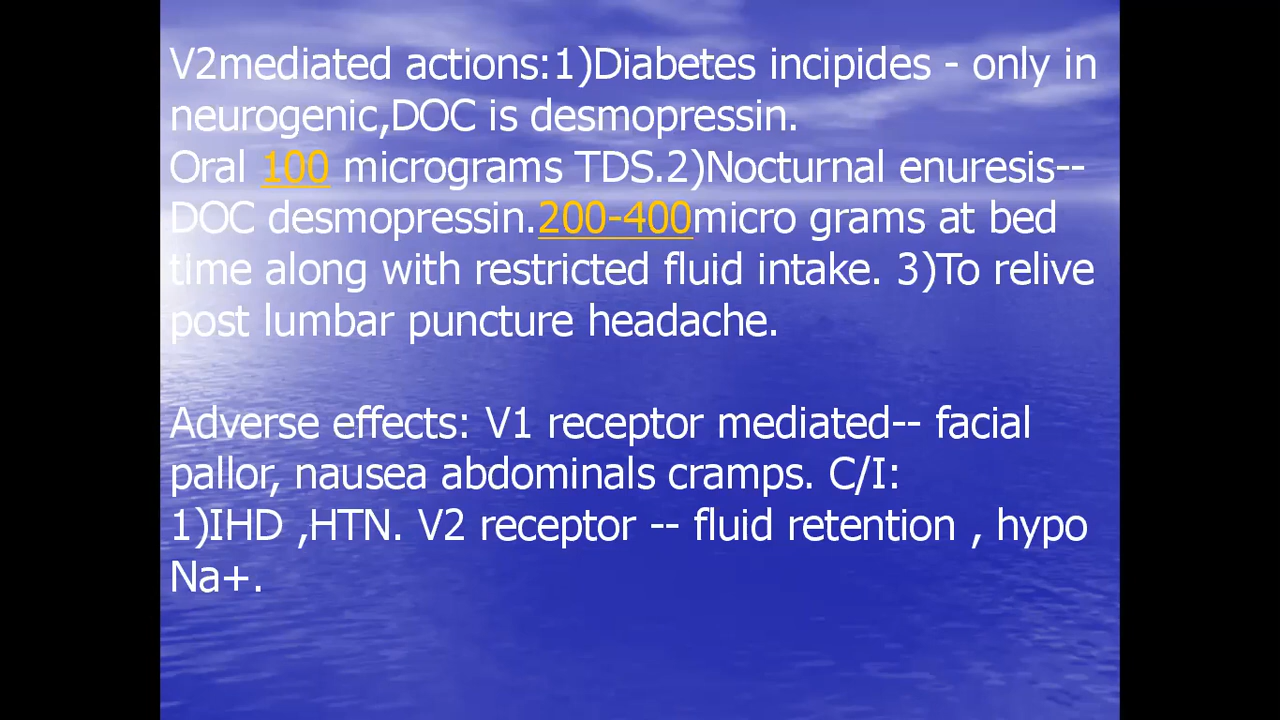 V2mediated actions:1)Diabetes incipides - only in
neurogenic,DOC is desmopressin.
Oral 100 micrograms TDS.2)Nocturnal enuresis--
DOC desmopressin.200-400micro grams at bed
time along with restricted fluid intake. 3)To relive
post lumbar puncture headache.
Adverse effects: V1 receptor mediated-- facial
pallor, nausea abdominals cramps. C/I:
1)IHD ,HTN. V2 receptor -- fluid retention , hypo
Na+.